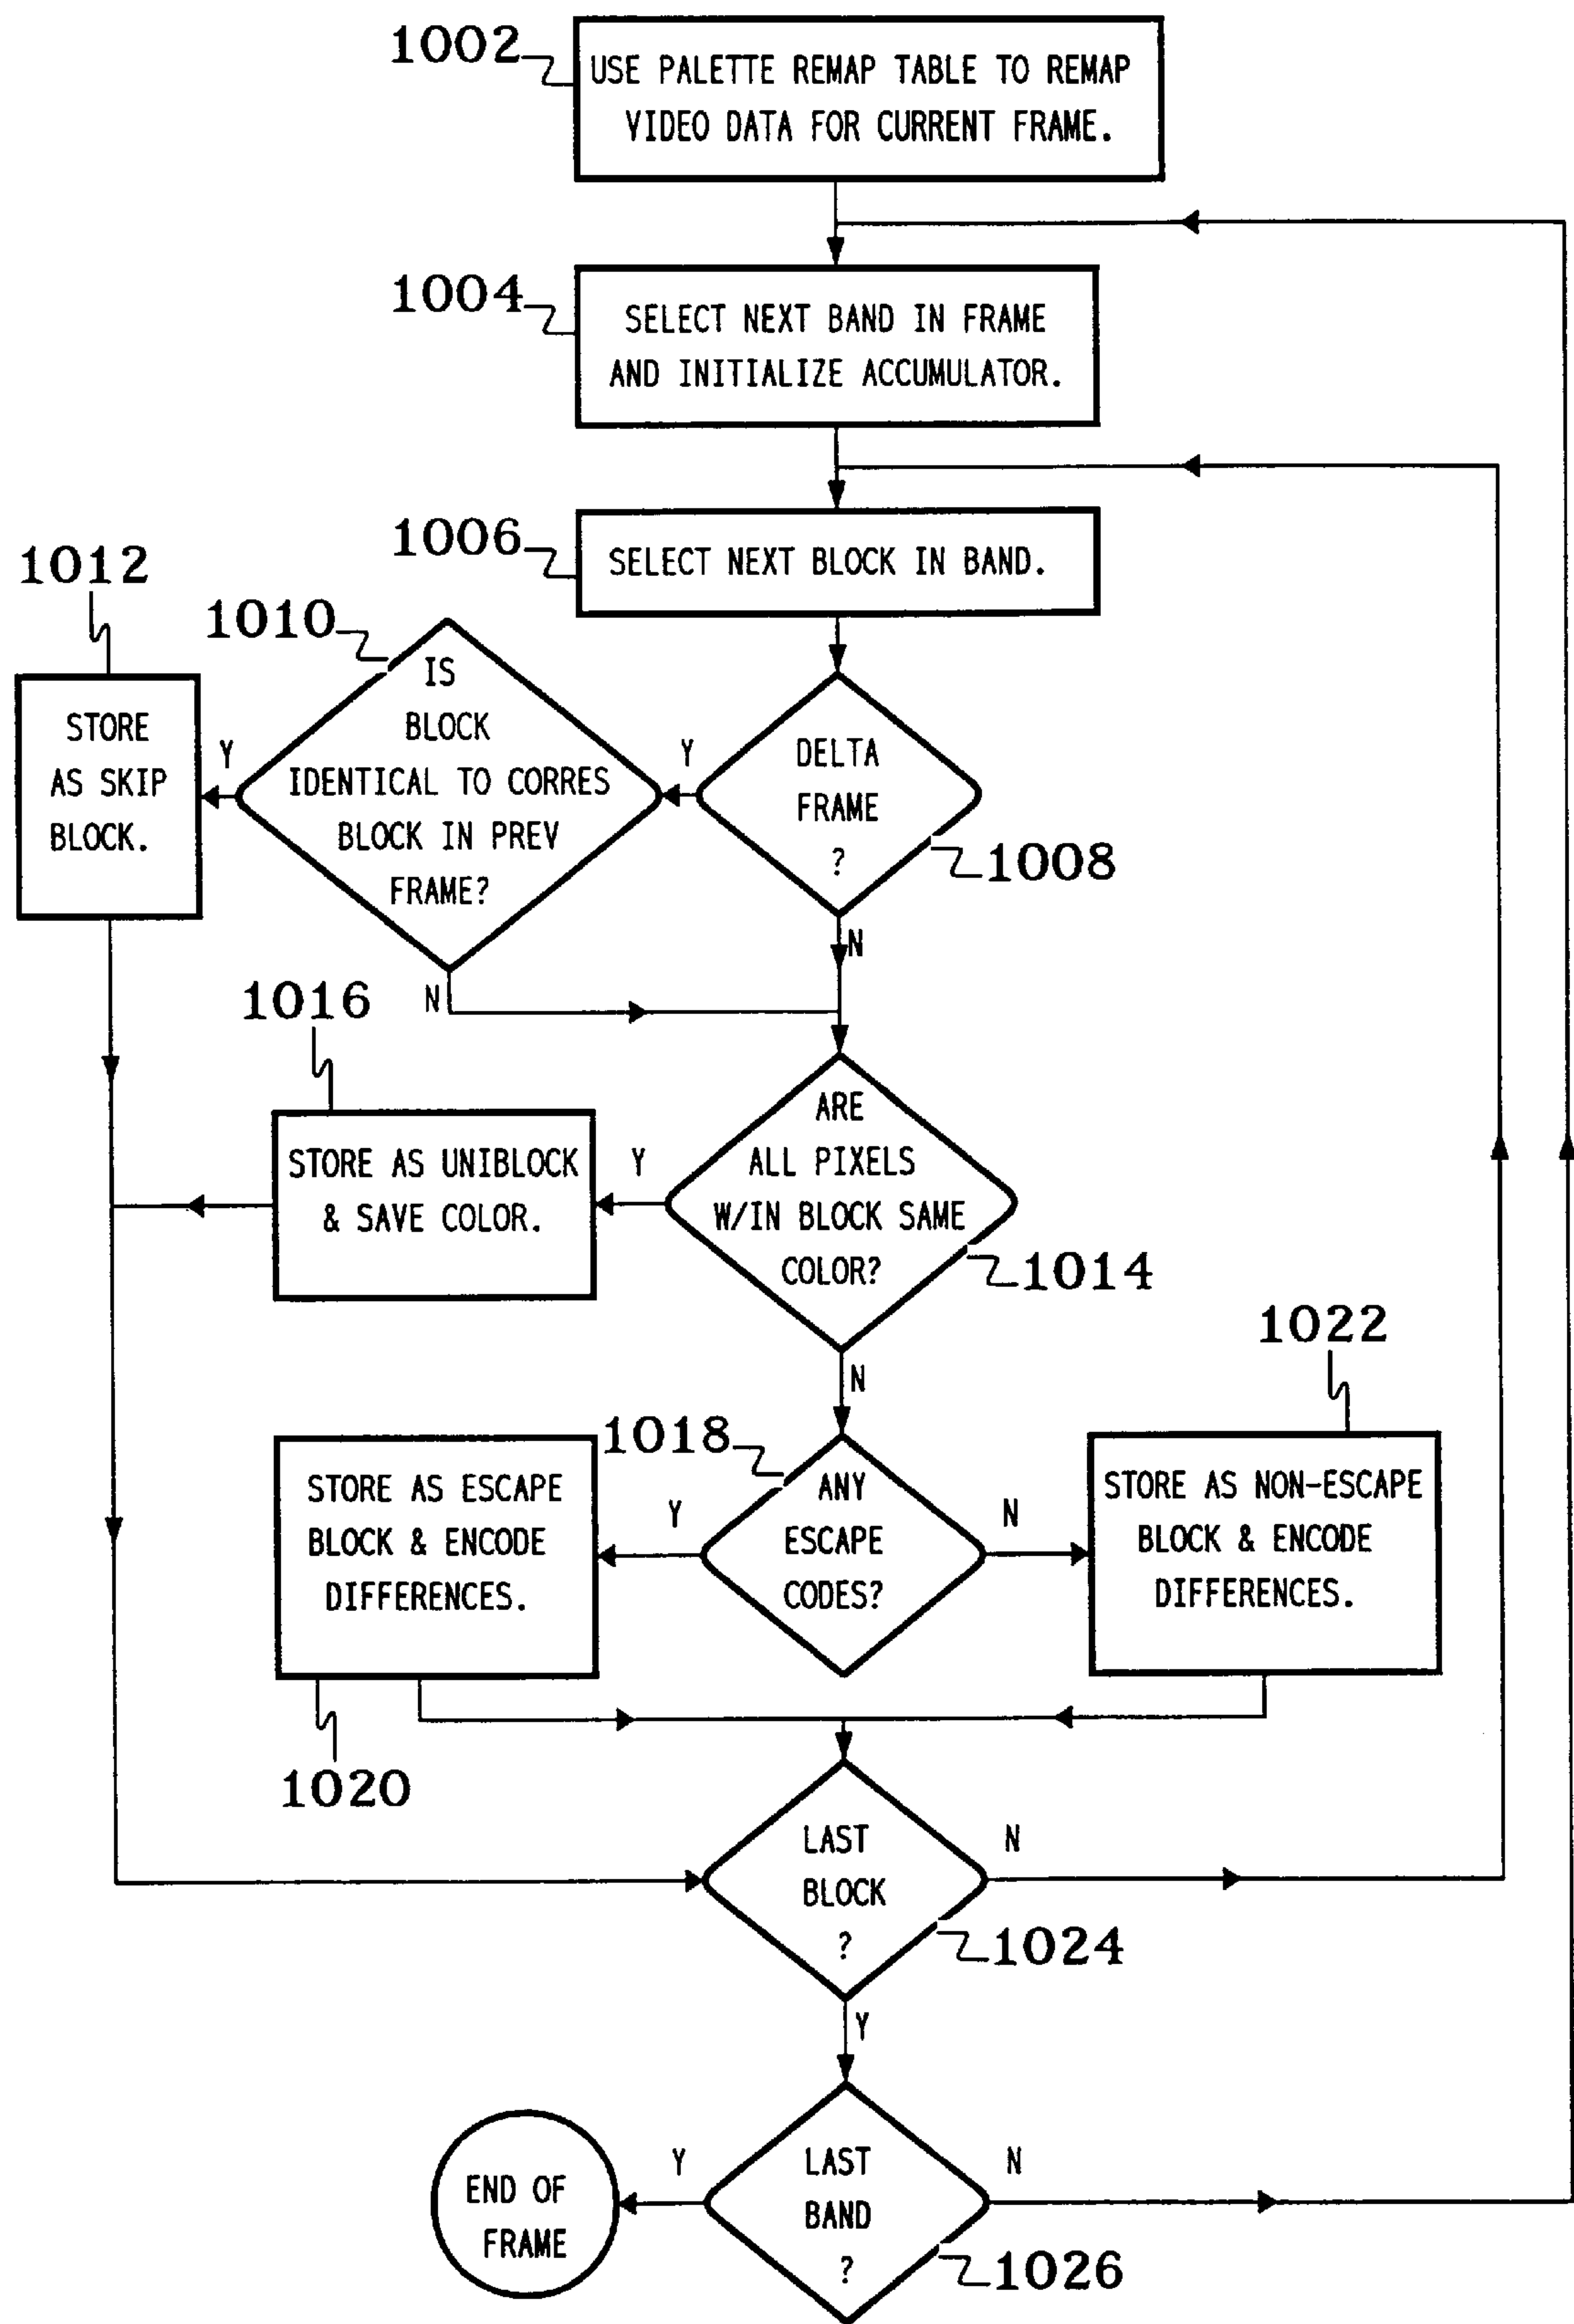 1002
USE PALETTE REMAP TABLE TO REMAP
VIDEO DATA FOR CURRENT FRAME.
1004
SELECT NEXT BAND IN FRAME
AND INITIALIZE ACCUMULATOR.
1006
SELECT NEXT BLOCK IN BAND.
1012
STORE
AS SKIP
BLOCK.
Y
1010
IS
BLOCK
IDENTICAL TO CORRES
BLOCK IN PREV
FRAME?
N
Y
DELTA
FRAME
?
1008
N
1016
STORE AS UNIBLOCK
& SAVE COLOR.
Y
ARE
ALL PIXELS
W/IN BLOCK SAME
COLOR?
1014
N
1018
ANY
ESCAPE
CODES?
Y
STORE AS ESCAPE
BLOCK & ENCODE
DIFFERENCES.
1020
N
1022
STORE AS NON-ESCAPE
BLOCK & ENCODE
DIFFERENCES.
LAST
BLOCK
?
1024
N
Y
LAST
BAND
?
1026
N
Y
END OF
FRAME